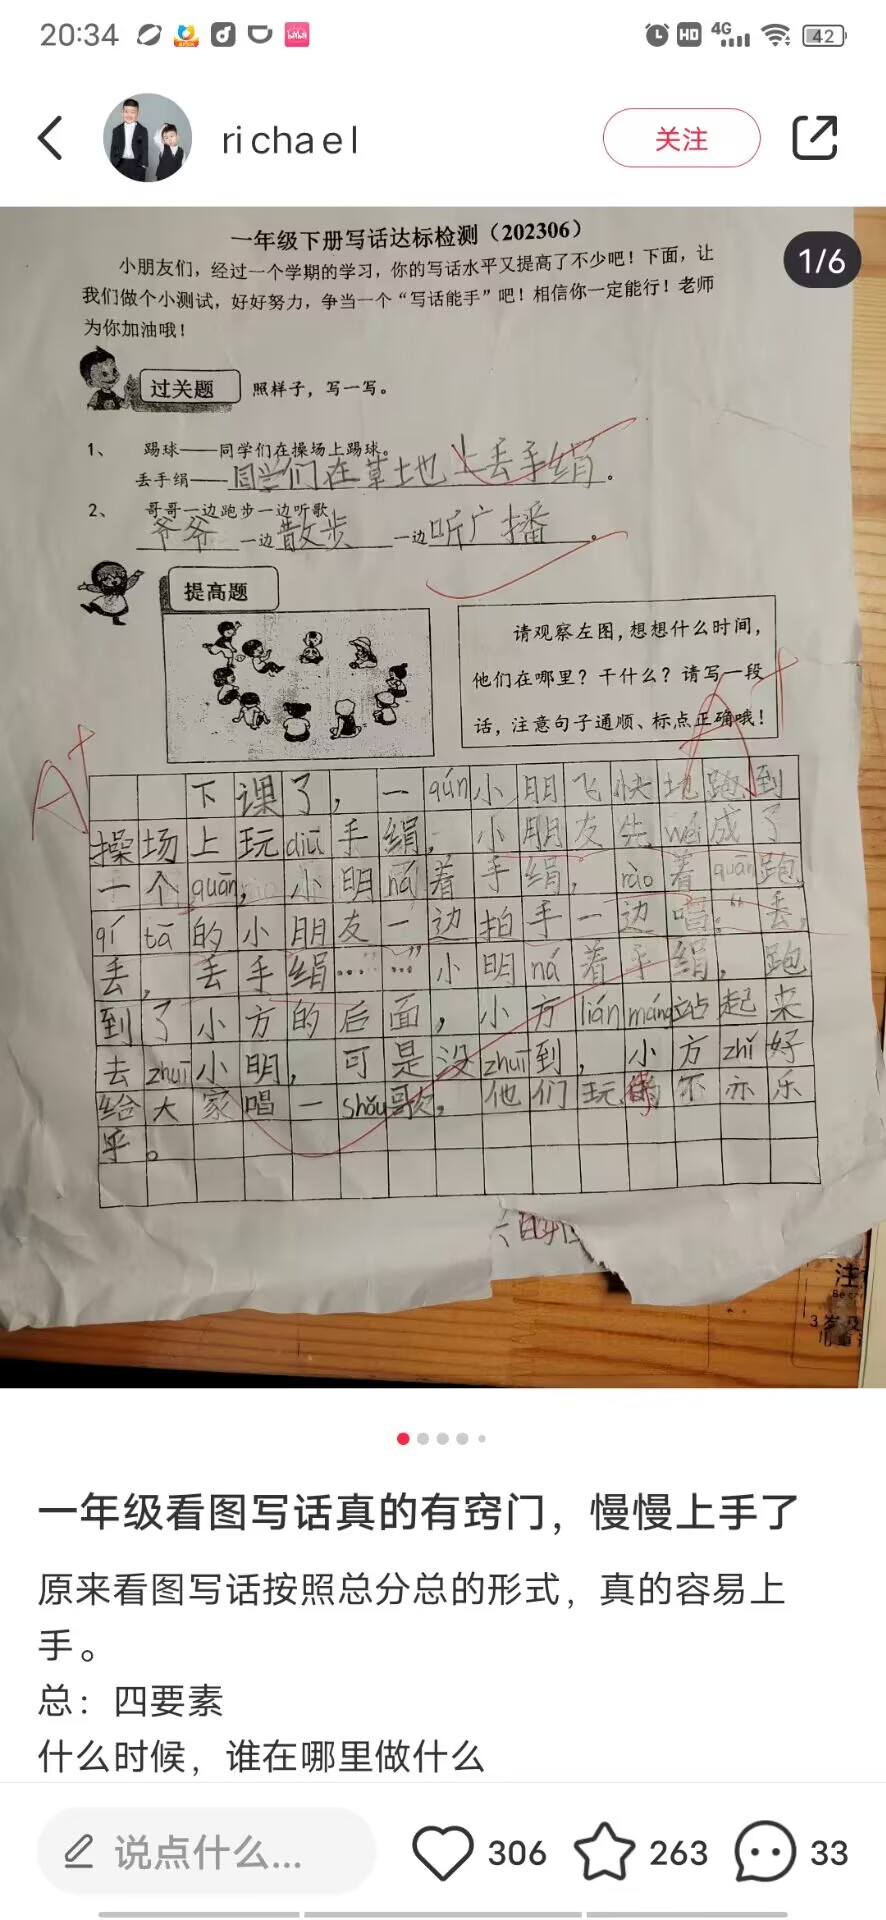 20:34
HD
4G
42
richael
关注
1/6
一年级下册写话达标检测（202306）
小朋友们，经过一个学期的学习，你的写话水平又提高了不少吧！下面，让
我们做个小测试，好好努力，争当一个“写话能手”吧！相信你一定能行！老师
为你加油哦！
过关题
照样子，写一写。
1、 踢球——同学们在操场上踢球。
丢手绢——同学们在草地上丢手绢。
2、 哥哥一边跑步一边听歌
爷爷一边散步一边听广播。
提高题
请观察左图，想想什么时间，
他们在哪里？干什么？请写一段
话，注意句子通顺、标点正确哦！
A+
A+
下课了，一qún小朋飞快地跑到
操场上玩diū手绢，小朋友先wéi成了
一个quān，小明ná着手绢，rào着quān跑，
qí tā的小朋友一边拍手一边唱：“丢，
丢，丢手绢……”小明ná着手绢，跑
到了小方的后面，小方lián máng站起来
去zhuī小明，可是没zhuī到，小方zhǐ好
给大家唱一shǒu歌，他们玩得不亦乐
乎。
一年级看图写话真的有窍门，慢慢上手了
原来看图写话按照总分总的形式，真的容易上
手。
总：四要素
什么时候，谁在哪里做什么
说点什么...
306
263
33